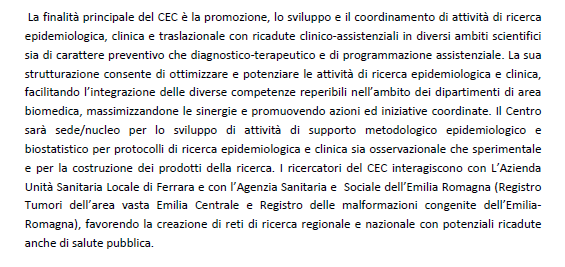 La finalità principale del CEC è la promozione, lo sviluppo e il coordinamento di attività di ricerca
epidemiologica, clinica e traslazionale con ricadute clinico-assistenziali in diversi ambiti scientifici
sia di carattere preventivo che diagnostico-terapeutico e di programmazione assistenziale. La sua
strutturazione consente di ottimizzare e potenziare le attività di ricerca epidemiologica e clinica,
facilitando l'integrazione delle diverse competenze reperibili nell'ambito dei dipartimenti di area
biomedica, massimizzandone le sinergie e promuovendo azioni ed iniziative coordinate. Il Centro
sarà sede/nucleo per lo sviluppo di attività di supporto metodologico epidemiologico e
biostatistico per protocolli di ricerca epidemiologica e clinica sia osservazionale che sperimentale
e per la costruzione dei prodotti della ricerca. I ricercatori del CEC interagiscono con L'Azienda
Unità Sanitaria Locale di Ferrara e con l'Agenzia Sanitaria e Sociale dell'Emilia Romagna (Registro
Tumori dell'area vasta Emilia Centrale e Registro delle malformazioni congenite dell'Emilia-
Romagna), favorendo la creazione di reti di ricerca regionale e nazionale con potenziali ricadute
anche di salute pubblica.